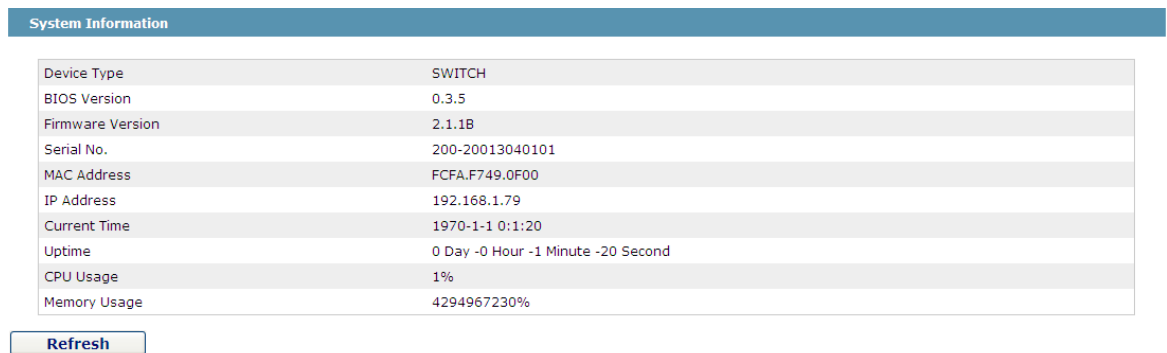 System Information
Device Type SWITCH
BIOS Version 0.3.5
Firmware Version 2.1.1B
Serial No. 200-20013040101
MAC Address FCFA.F749.0F00
IP Address 192.168.1.79
Current Time 1970-1-1 0:1:20
Uptime 0 Day -0 Hour -1 Minute -20 Second
CPU Usage 1%
Memory Usage 4294967230%
Refresh